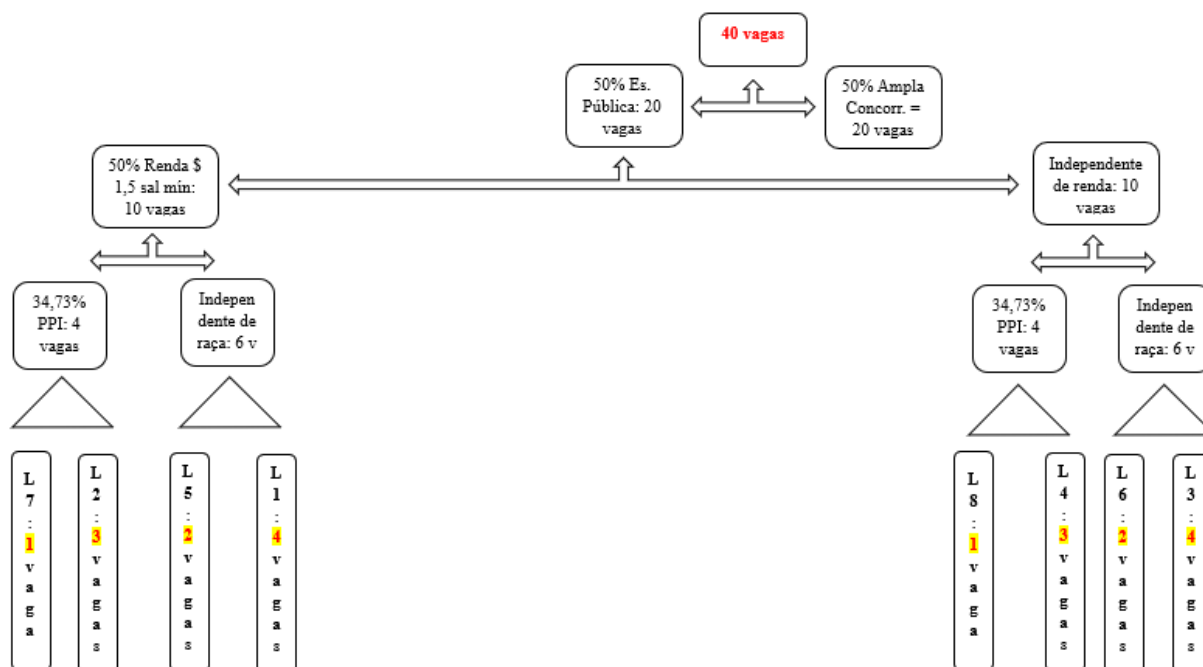 40 vagas
50% Es.
Pública: 20
vagas
50% Ampla
Concorr. =
20 vagas
50% Renda $
1,5 sal mín:
10 vagas
Independente
de renda: 10
vagas
34,73%
PPI: 4
vagas
Indepen
dente de
raça: 6 v
34,73%
PPI: 4
vagas
Indepen
dente de
raça: 6 v
L
7
:
1
v
a
g
a
L
2
:
3
v
a
g
a
s
L
5
:
2
v
a
g
a
s
L
1
:
4
v
a
g
a
s
L
8
:
1
v
a
g
a
L
4
:
3
v
a
g
a
s
L
6
:
2
v
a
g
a
s
L
3
:
4
v
a
g
a
s